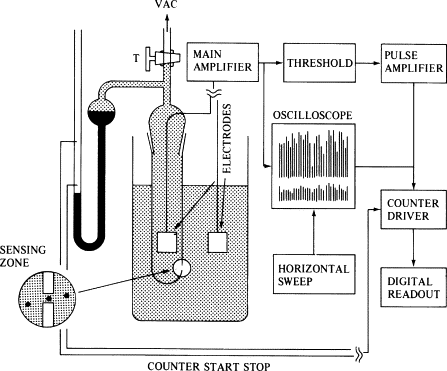 VAC
T
MAIN
AMPLIFIER
THRESHOLD
PULSE
AMPLIFIER
OSCILLOSCOPE
ELECTRODES
COUNTER
DRIVER
SENSING
ZONE
HORIZONTAL
SWEEP
DIGITAL
READOUT
COUNTER START STOP